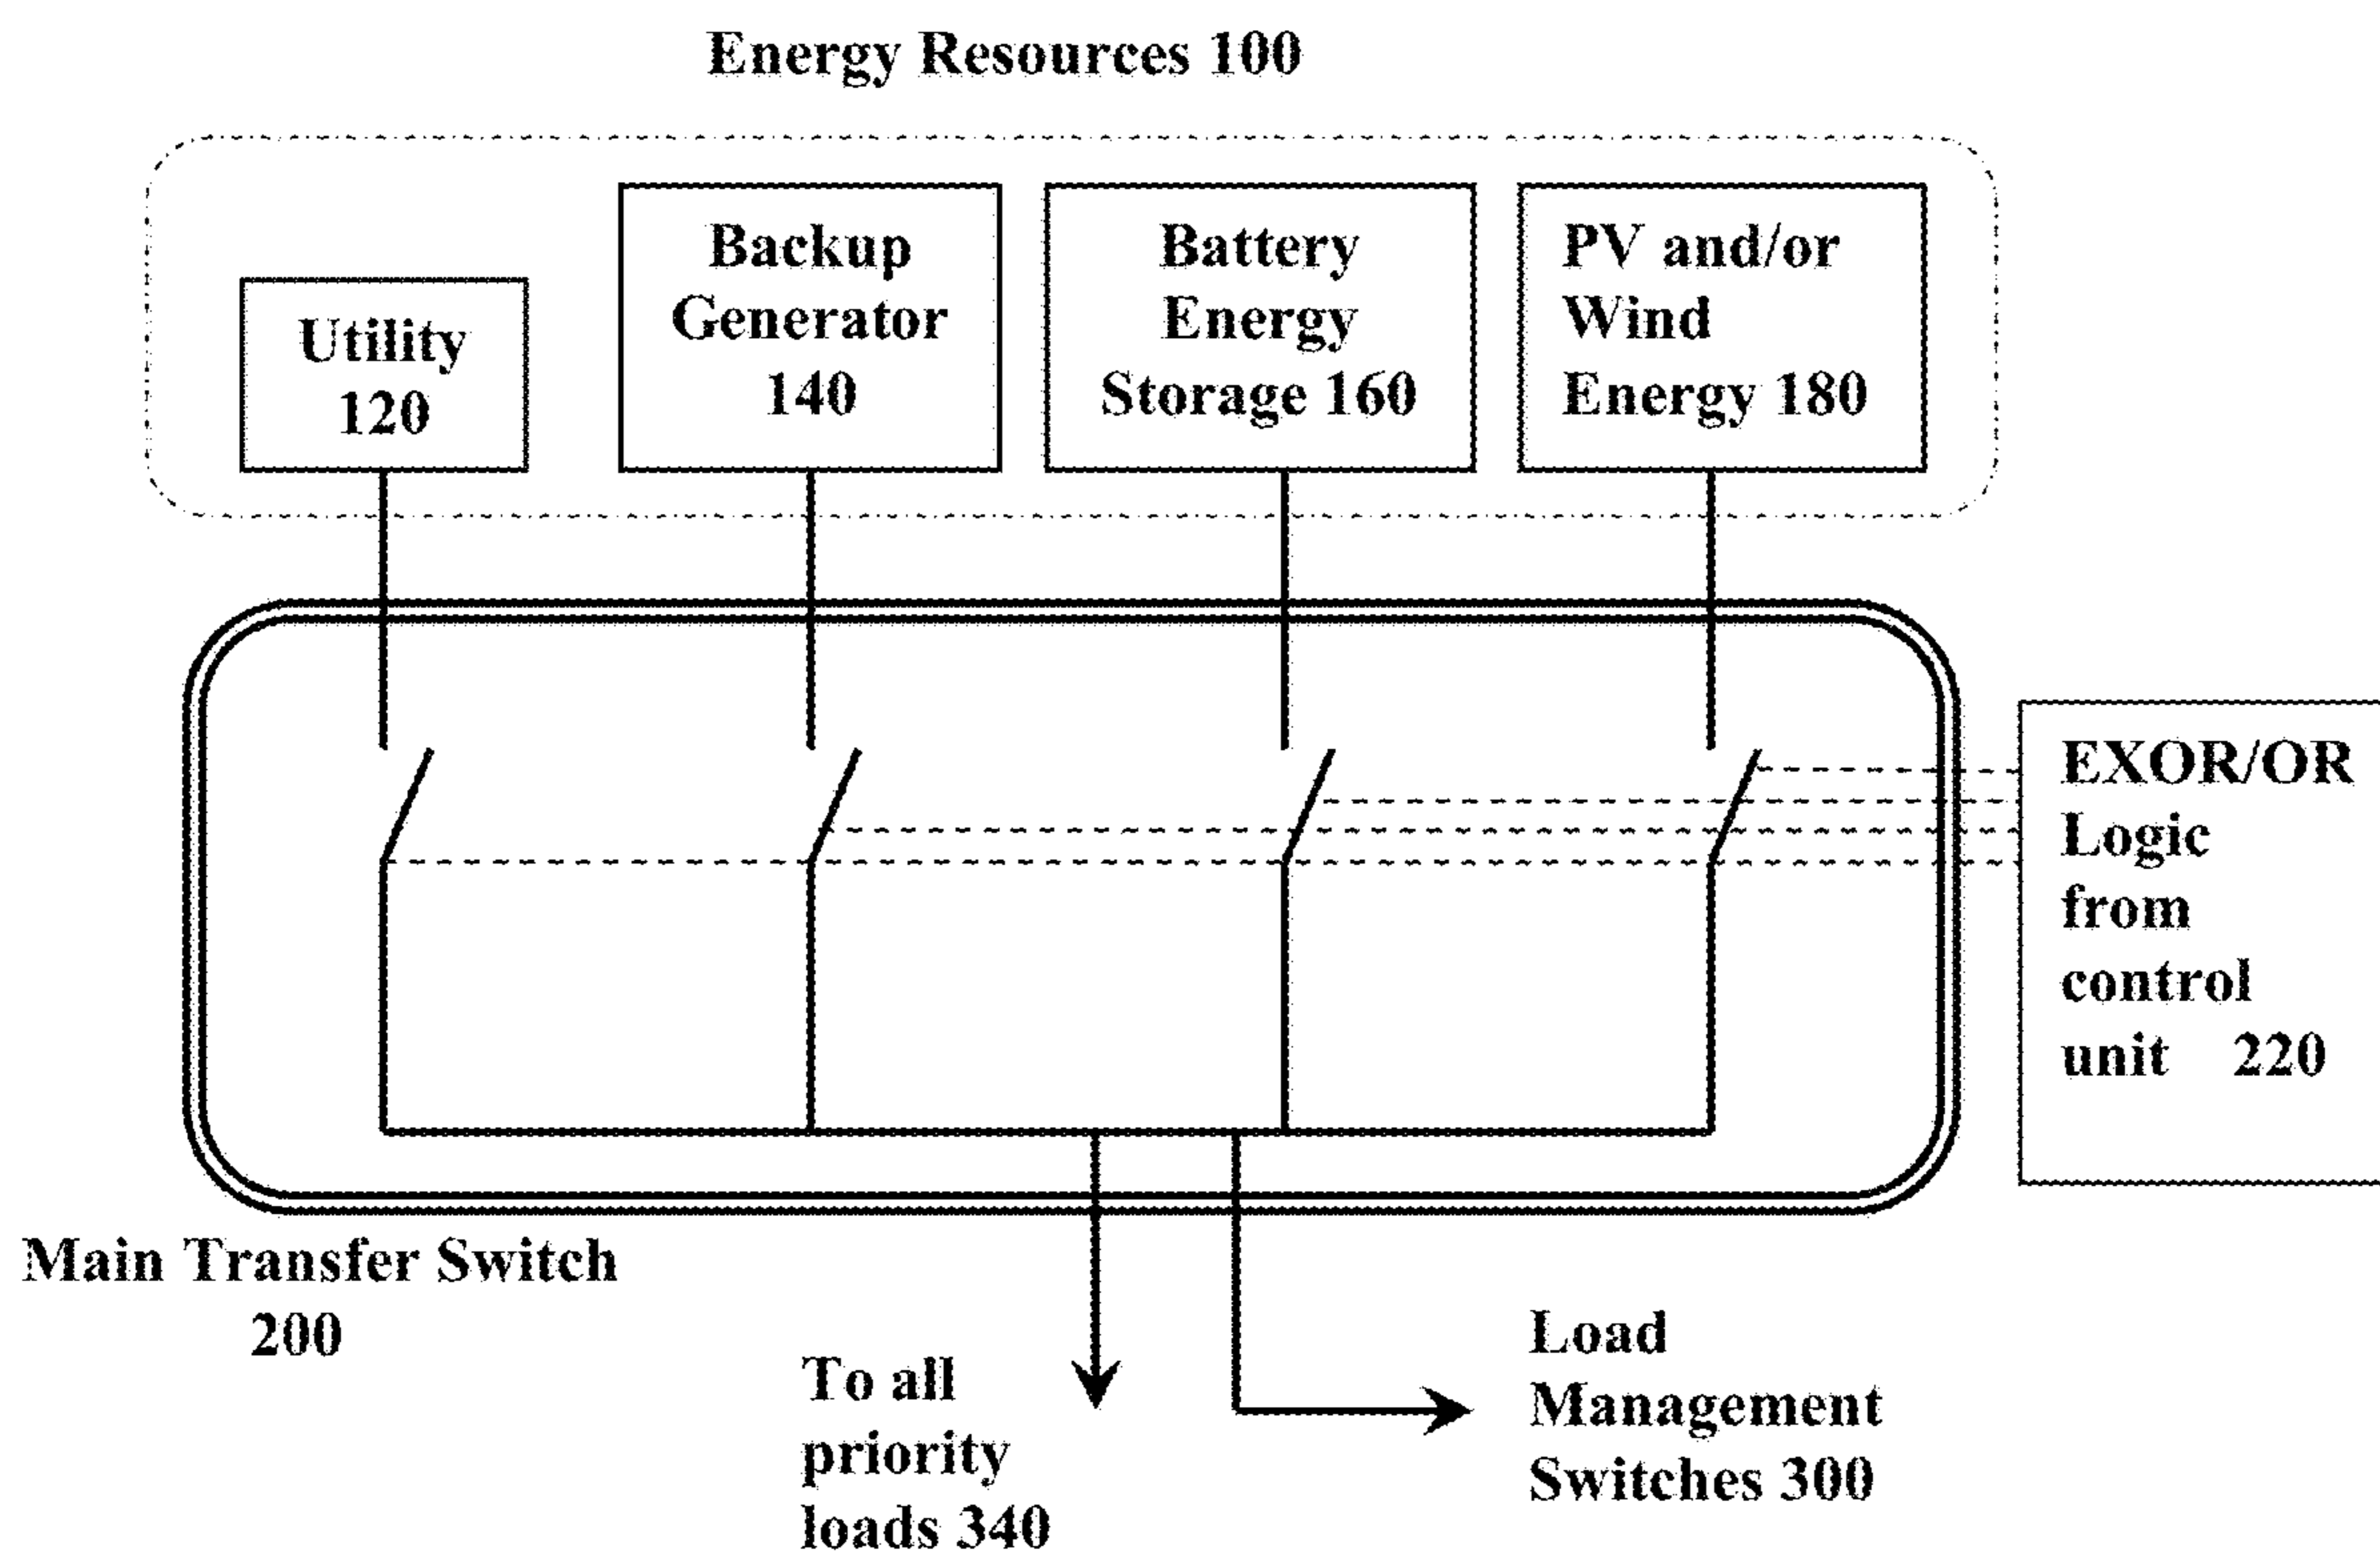 Energy Resources 100
Utility
120
Backup
Generator
140
Battery
Energy
Storage 160
PV and/or
Wind
Energy 180
EXOR/OR
Logic
from
control
unit 220
Main Transfer Switch
200
To all
priority
loads 340
Load
Management
Switches 300